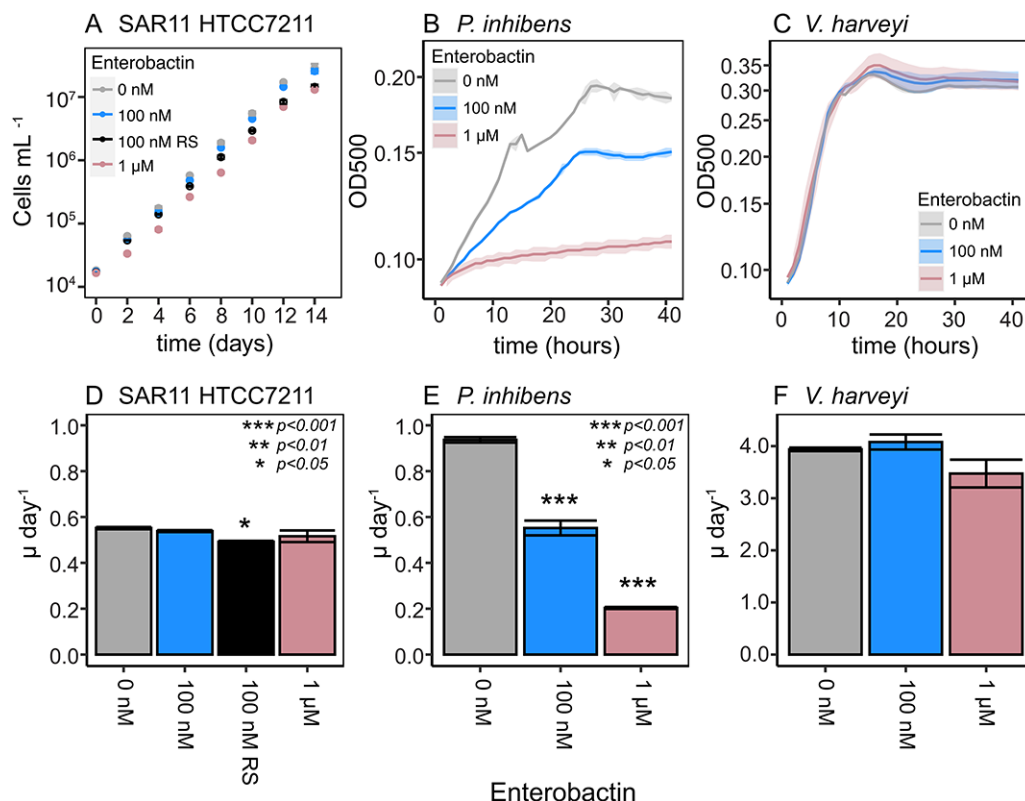 A SAR11 HTCC7211
Enterobactin
0 nM
100 nM
100 nM RS
1 µM
Cells mL⁻¹
10⁷
10⁶
10⁵
10⁴
0 2 4 6 8 10 12 14
time (days)
B P. inhibens
Enterobactin
0 nM
100 nM
1 µM
OD500
0.20
0.15
0.10
0 10 20 30 40
time (hours)
C V. harveyi
OD500
0.35
0.30
0.25
0.20
0.15
0.10
Enterobactin
0 nM
100 nM
1 µM
0 10 20 30 40
time (hours)
D SAR11 HTCC7211
*** p<0.001
** p<0.01
* p<0.05
µ day⁻¹
1.0
0.8
0.6
0.4
0.2
0.0
*
0 nM
100 nM
100 nM RS
1 µM
E P. inhibens
*** p<0.001
** p<0.01
* p<0.05
µ day⁻¹
1.0
0.8
0.6
0.4
0.2
0.0
***
***
0 nM
100 nM
1 µM
F V. harveyi
µ day⁻¹
4.0
3.0
2.0
1.0
0.0
0 nM
100 nM
1 µM
Enterobactin